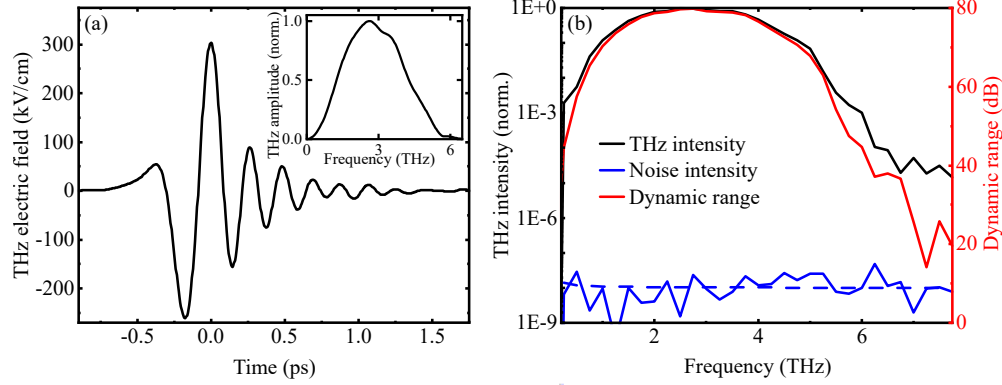 (a)
THz electric field (kV/cm)
300
200
100
0
-100
-200
-0.5
0.0
0.5
1.0
1.5
Time (ps)
THz amplitude (norm.)
1.0
0.5
0.0
0
3
6
Frequency (THz)
(b)
THz intensity (norm.)
1E+0
1E-3
1E-6
1E-9
THz intensity
Noise intensity
Dynamic range
2
4
6
Frequency (THz)
80
60
40
20
0
Dynamic range (dB)